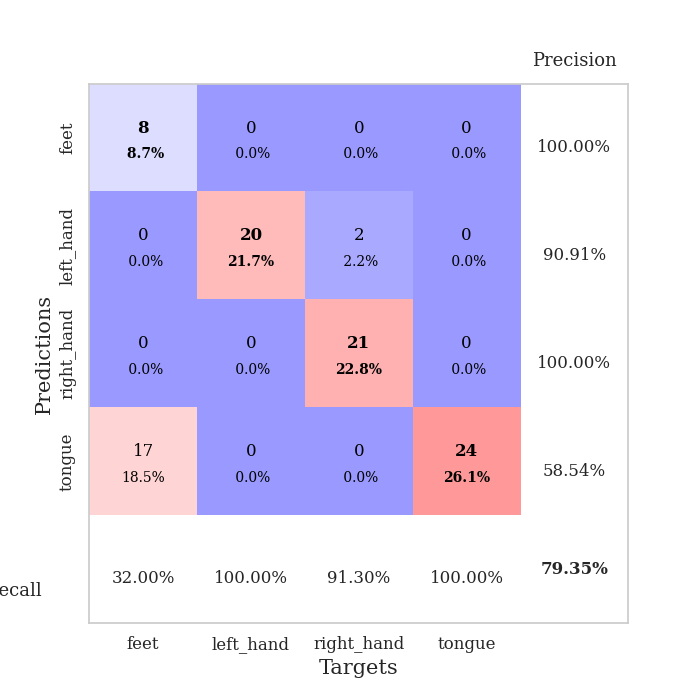 Precision
feet
8 0 0 0 100.00%
8.7% 0.0% 0.0% 0.0%
left_hand
0 20 2 0 90.91%
0.0% 21.7% 2.2% 0.0%
right_hand
0 0 21 0 100.00%
0.0% 0.0% 22.8% 0.0%
tongue
17 0 0 24 58.54%
18.5% 0.0% 0.0% 26.1%
Predictions
ecall 32.00% 100.00% 91.30% 100.00% 79.35%
feet left_hand right_hand tongue
Targets